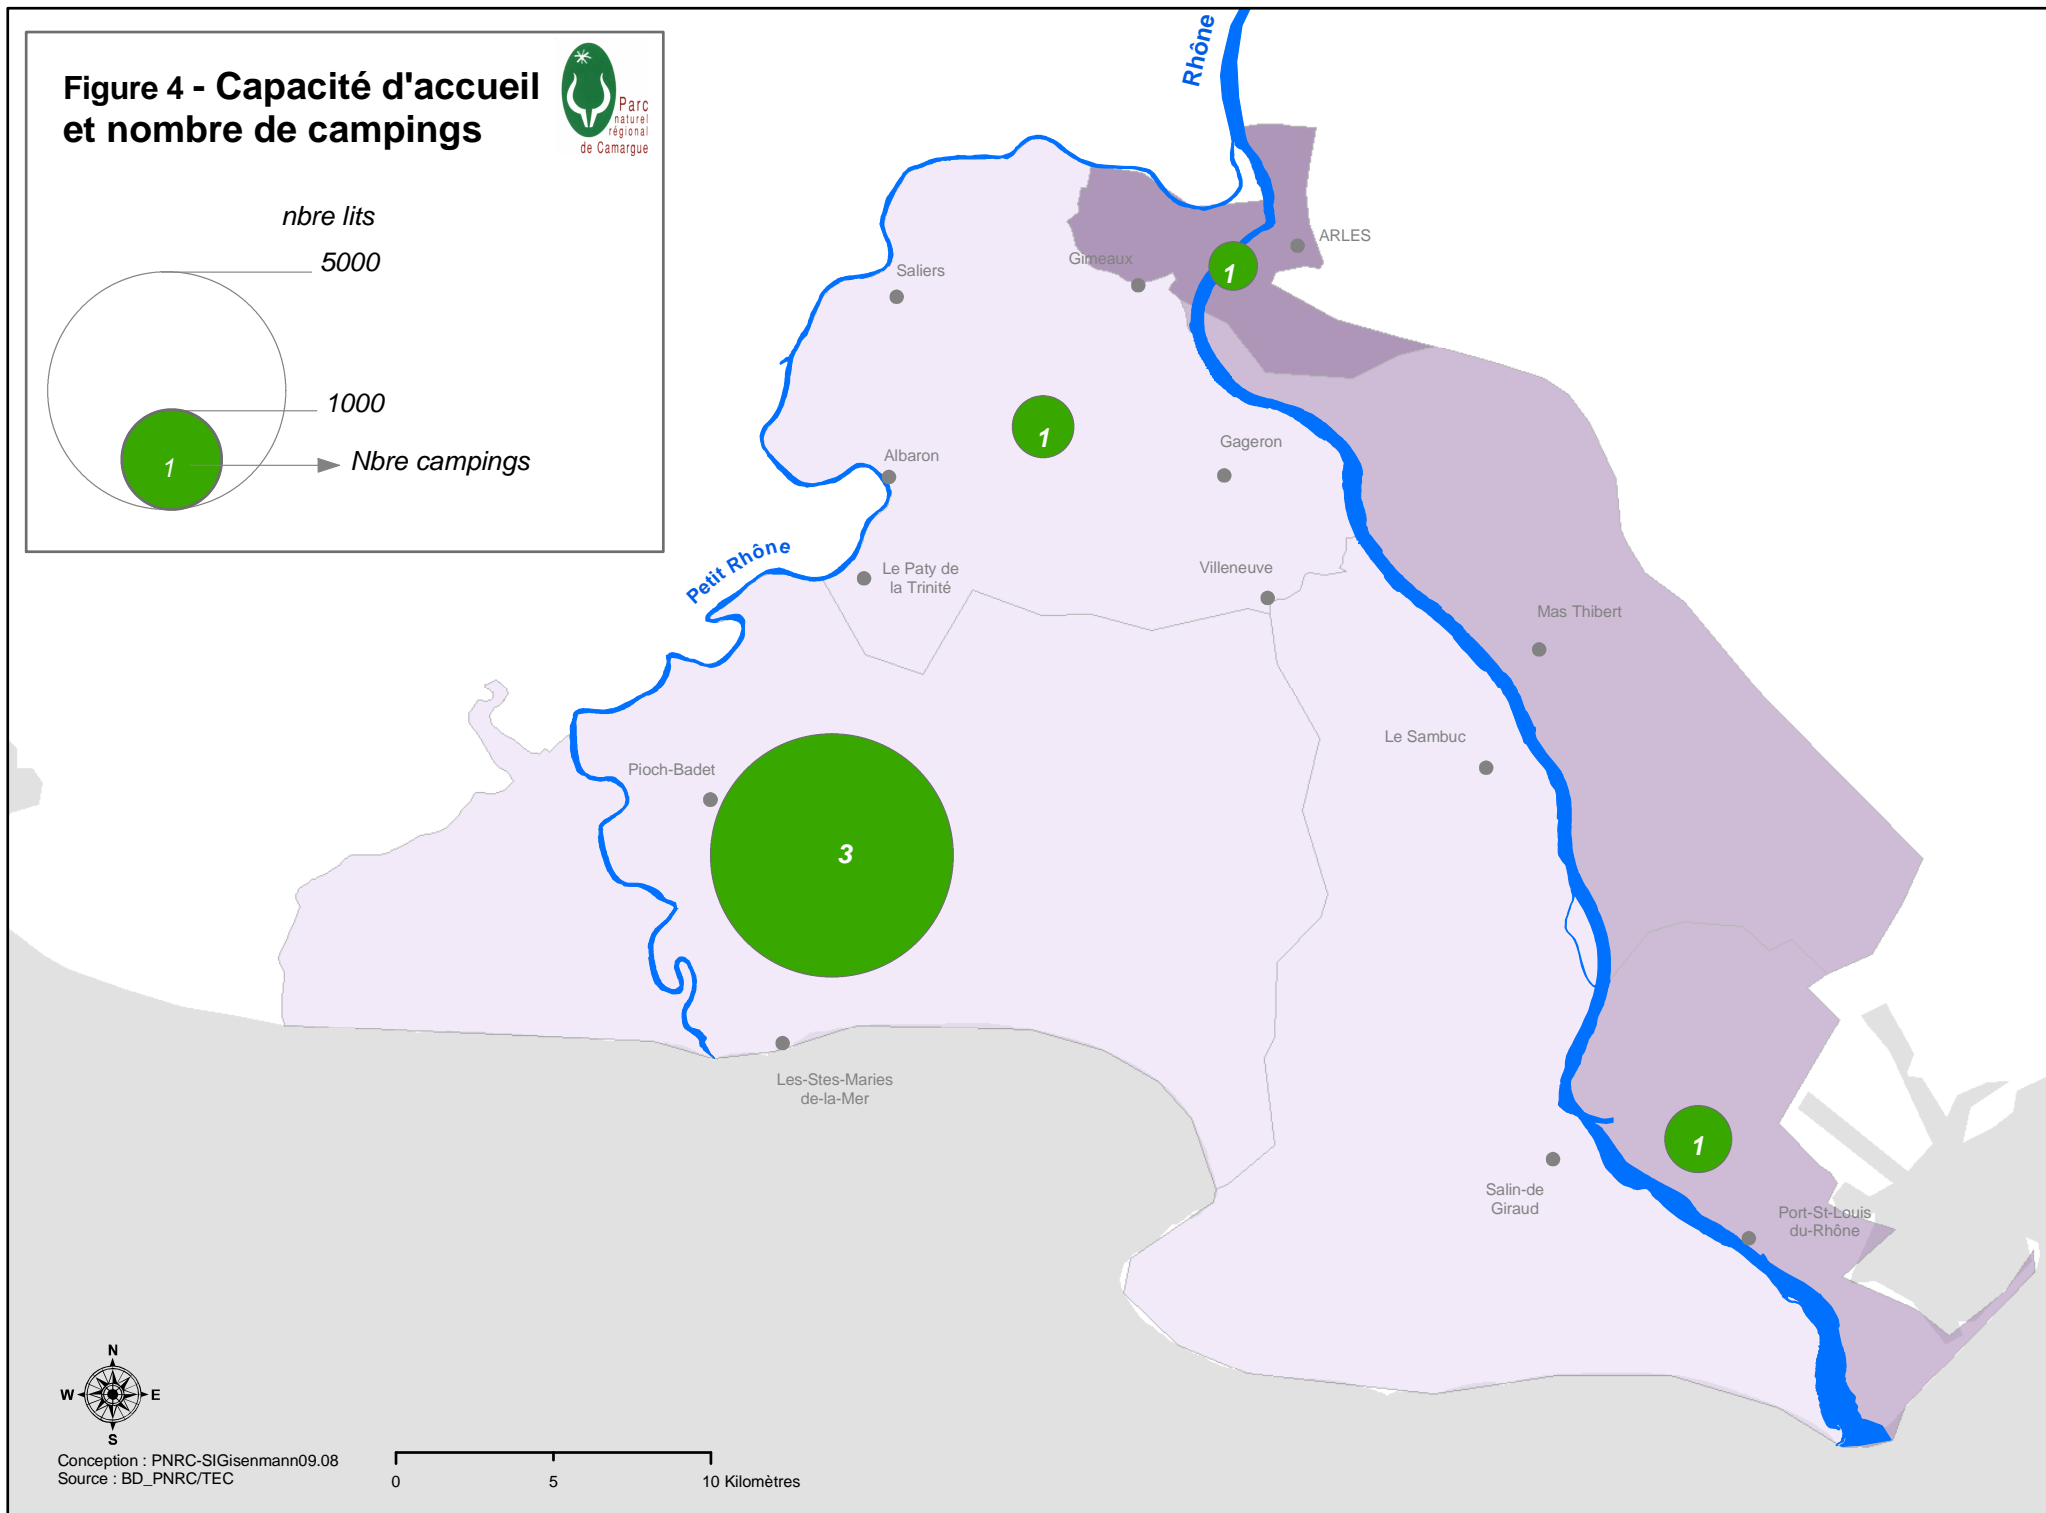 Figure 4 - Capacité d'accueil
et nombre de campings
Parc
naturel
régional
de Camargue
nbre lits
5000
1000
1
Nbre campings
Rhône
ARLES
Gimeaux
1
Saliers
1
Gageron
Albaron
Petit Rhône
Le Paty de
la Trinité
Villeneuve
Mas Thibert
Le Sambuc
Pioch-Badet
3
Les-Stes-Maries
de-la-Mer
1
Salin-de
Giraud
Port-St-Louis
du-Rhône
N
W E
S
Conception : PNRC-SIGisenmann09.08
Source : BD_PNRC/TEC
0 5 10 Kilomètres